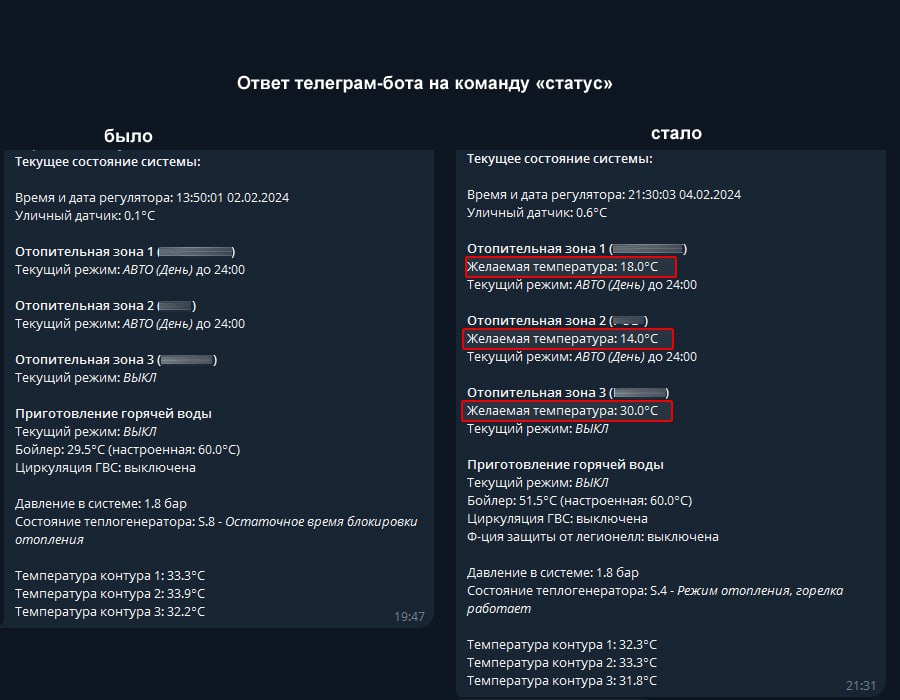 Ответ телеграм-бота на команду «статус»
было
Текущее состояние системы:
Время и дата регулятора: 13:50:01 02.02.2024
Уличный датчик: 0.1°C
Отопительная зона 1 ( )
Текущий режим: АВТО (День) до 24:00
Отопительная зона 2 ( )
Текущий режим: АВТО (День) до 24:00
Отопительная зона 3 ( )
Текущий режим: ВЫКЛ
Приготовление горячей воды
Текущий режим: ВЫКЛ
Бойлер: 29.5°C (настроенная: 60.0°C)
Циркуляция ГВС: выключена
Давление в системе: 1.8 бар
Состояние теплогенератора: S.8 - Остаточное время блокировки
отопления
Температура контура 1: 33.3°C
Температура контура 2: 33.9°C
Температура контура 3: 32.2°C
19:47
стало
Текущее состояние системы:
Время и дата регулятора: 21:30:03 04.02.2024
Уличный датчик: 0.6°C
Отопительная зона 1 ( )
Желаемая температура: 18.0°C
Текущий режим: АВТО (День) до 24:00
Отопительная зона 2 ( )
Желаемая температура: 14.0°C
Текущий режим: АВТО (День) до 24:00
Отопительная зона 3 ( )
Желаемая температура: 30.0°C
Текущий режим: ВЫКЛ
Приготовление горячей воды
Текущий режим: ВЫКЛ
Бойлер: 51.5°C (настроенная: 60.0°C)
Циркуляция ГВС: выключена
Ф-ция защиты от легионелл: выключена
Давление в системе: 1.8 бар
Состояние теплогенератора: S.4 - Режим отопления, горелка
работает
Температура контура 1: 32.3°C
Температура контура 2: 33.3°C
Температура контура 3: 31.8°C
21:31